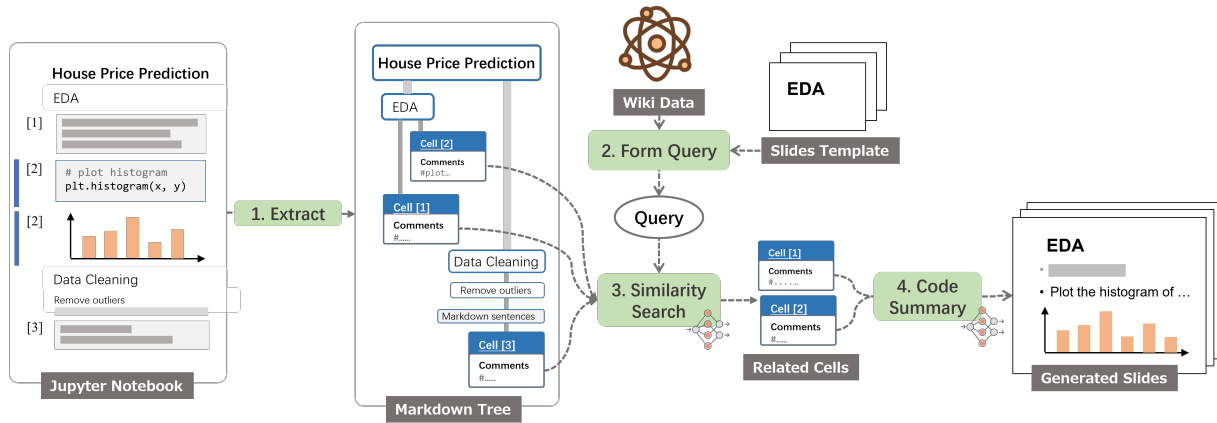 House Price Prediction
EDA
[1]
[2]
# plot histogram
plt.histogram(x, y)
[2]
Data Cleaning
Remove outliers
[3]
Jupyter Notebook
1. Extract
House Price Prediction
EDA
Cell [2]
Comments
#plot…
Cell [1]
Comments
#......
Data Cleaning
Remove outliers
Markdown sentences
Cell [3]
Comments
#.....
Markdown Tree
Wiki Data
2. Form Query
EDA
Slides Template
Query
3. Similarity
Search
Cell [1]
Comments
#.....
Cell [2]
Comments
#.....
Related Cells
4. Code
Summary
EDA
• Plot the histogram of …
Generated Slides